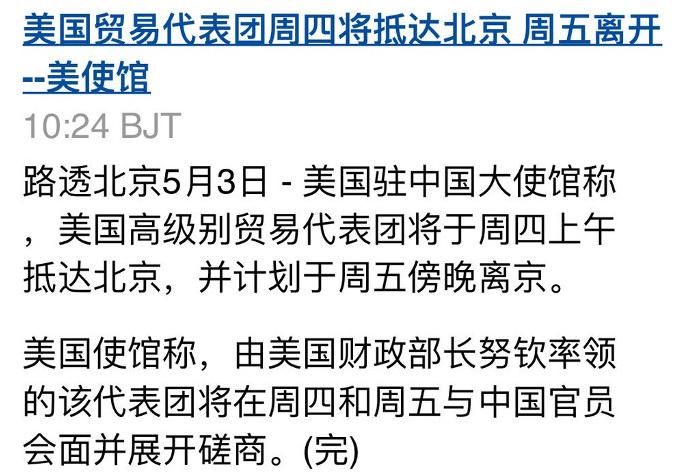 美国贸易代表团周四将抵达北京 周五离开
--美使馆
10:24 BJT
路透北京5月3日 - 美国驻中国大使馆称
，美国高级别贸易代表团将于周四上午
抵达北京，并计划于周五傍晚离京。
美国使馆称，由美国财政部长努钦率领
的该代表团将在周四和周五与中国官员
会面并展开磋商。(完)